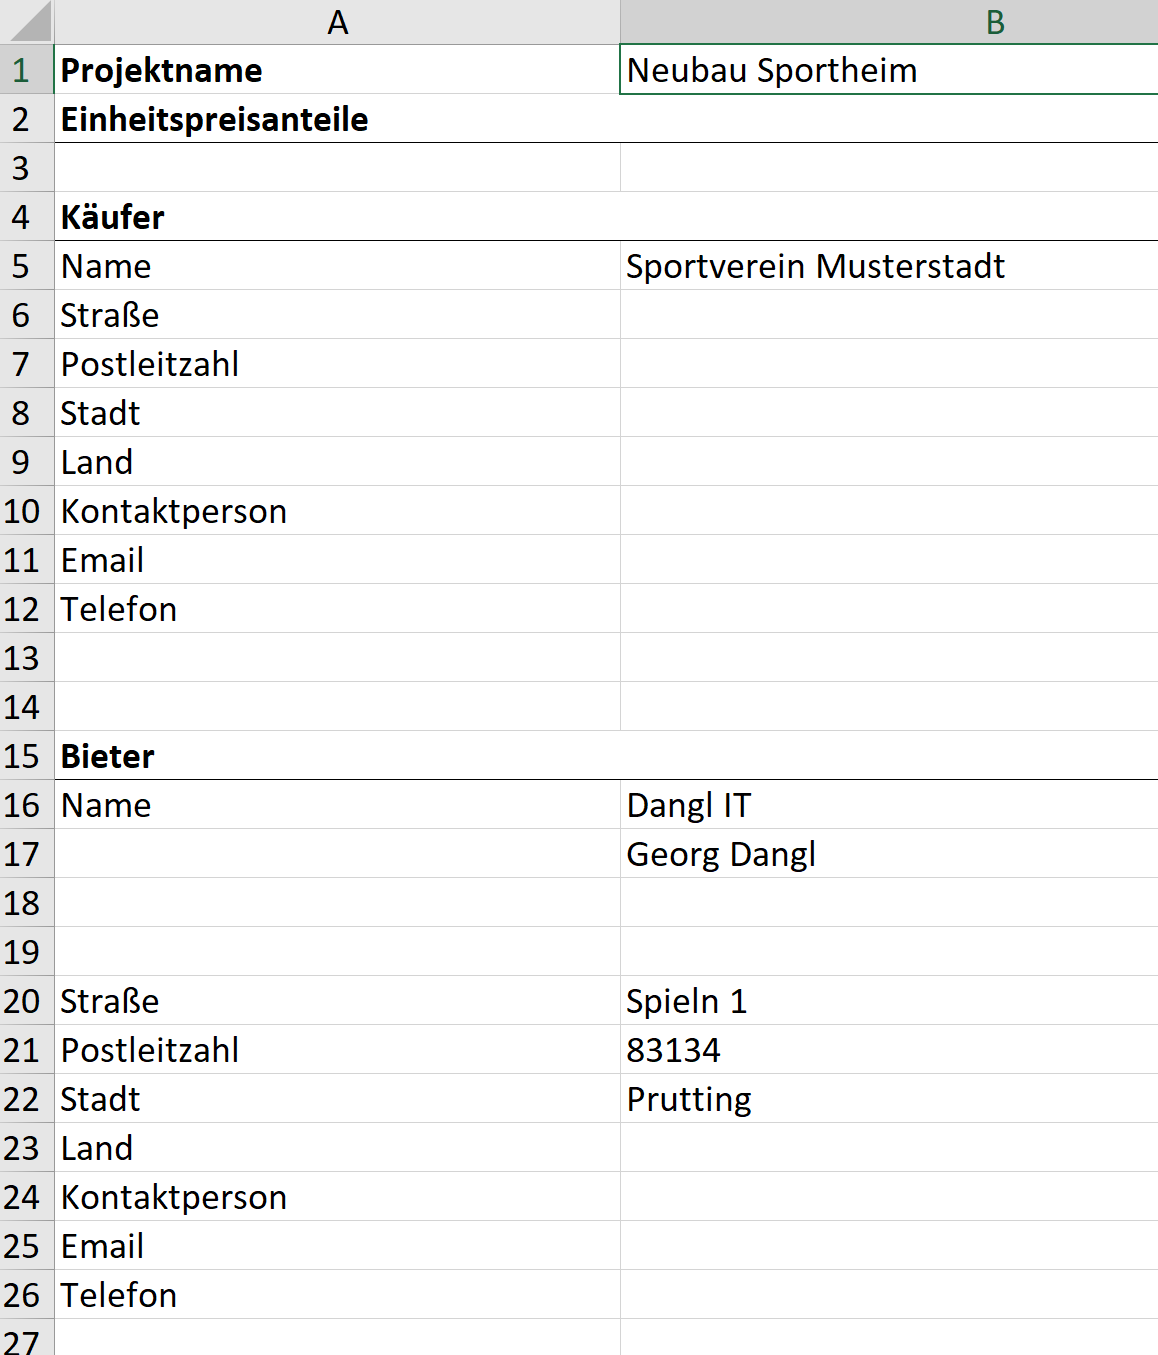 A B
1 Projektname Neubau Sportheim
2 Einheitspreisanteile
3
4 Käufer
5 Name Sportverein Musterstadt
6 Straße
7 Postleitzahl
8 Stadt
9 Land
10 Kontaktperson
11 Email
12 Telefon
13
14
15 Bieter
16 Name Dangl IT
17 Georg Dangl
18
19
20 Straße Spieln 1
21 Postleitzahl 83134
22 Stadt Prutting
23 Land
24 Kontaktperson
25 Email
26 Telefon
27